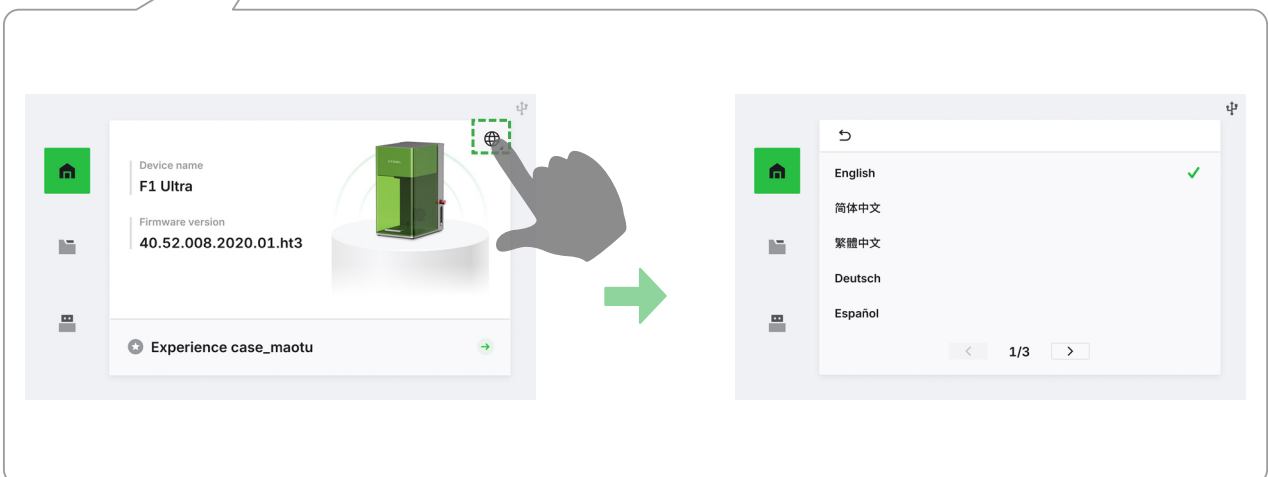 Device name
F1 Ultra
Firmware version
40.52.008.2020.01.ht3
Experience case_maotu
English
简体中文
繁體中文
Deutsch
Español
1/3